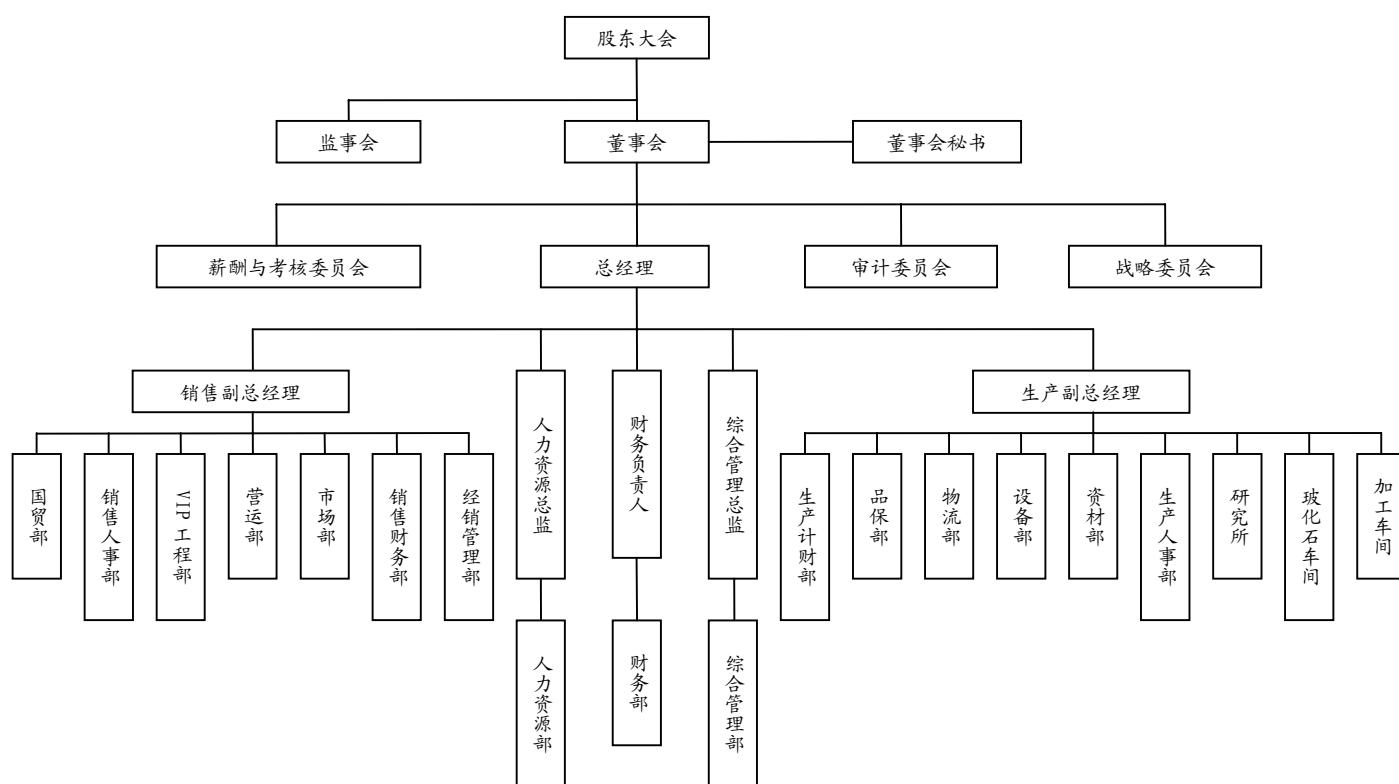 股东大会
监事会
董事会
董事会秘书
薪酬与考核委员会
总经理
审计委员会
战略委员会
销售副总经理
人力资源总监
财务负责人
综合管理总监
生产副总经理
国贸部
销售人事部
VIP 工程部
营运部
市场部
销售财务部
经销管理部
生产计财部
品保部
物流部
设备部
资材部
生产人事部
研究所
玻化石车间
加工车间
人力资源部
财务部
综合管理部